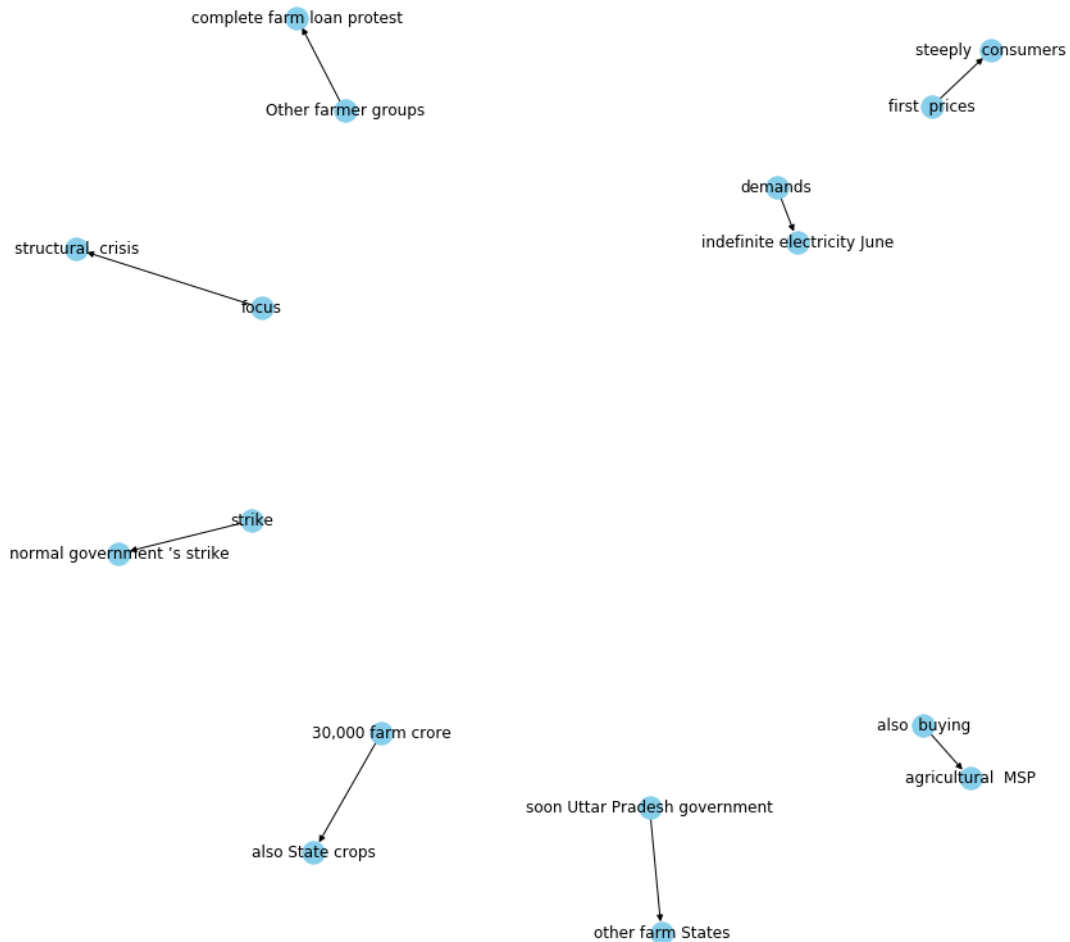 complete farm loan protest
steeply  consumers
first  prices
Other farmer groups
demands
indefinite electricity June
structural  crisis
focus
strike
normal government ’s strike
also  buying
30,000 farm crore
agricultural  MSP
soon Uttar Pradesh government
also State crops
other farm States